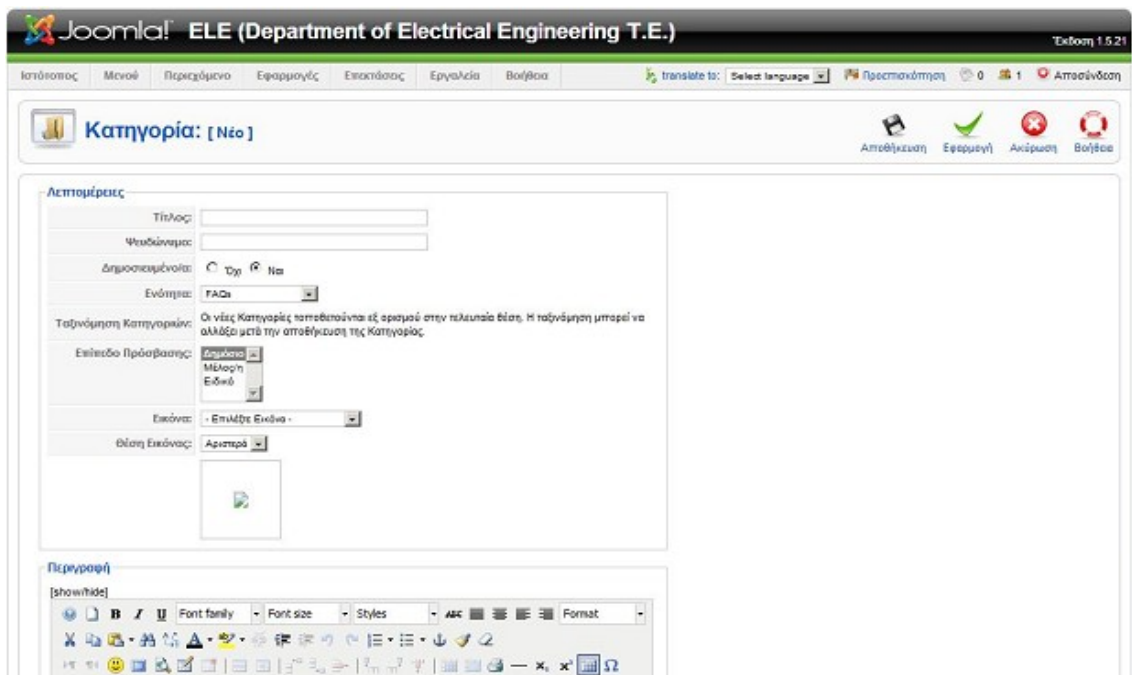 Joomla! ELE (Department of Electrical Engineering T.E.)
Έκδοση 1.5.21
Ιστότοπος Μενού Περιεχόμενο Εφαρμογές Επεκτάσεις Εργαλεία Βοήθεια translate to: Select language Προεπισκόπηση 0 1 Αποσύνδεση
Κατηγορία: [ Νέο ]
Αποθήκευση Εφαρμογή Ακύρωση Βοήθεια
Λεπτομέρειες
Τίτλος:
Ψευδώνυμο:
Δημοσιευμένο/α: Όχι Ναι
Ενότητα: FAQs
Ταξινόμηση Κατηγοριών: Οι νέες Κατηγορίες τοποθετούνται εξ ορισμού στην τελευταία θέση. Η ταξινόμηση μπορεί να
αλλάξει μετά την αποθήκευση της Κατηγορίας.
Επίπεδο Πρόσβασης: Δημόσιο
Μέλος/η
Ειδικό
Εικόνα: - Επιλέξτε Εικόνα -
Θέση Εικόνας: Αριστερά
Περιγραφή
[show/hide]
B I U Font family Font size Styles ABC Format